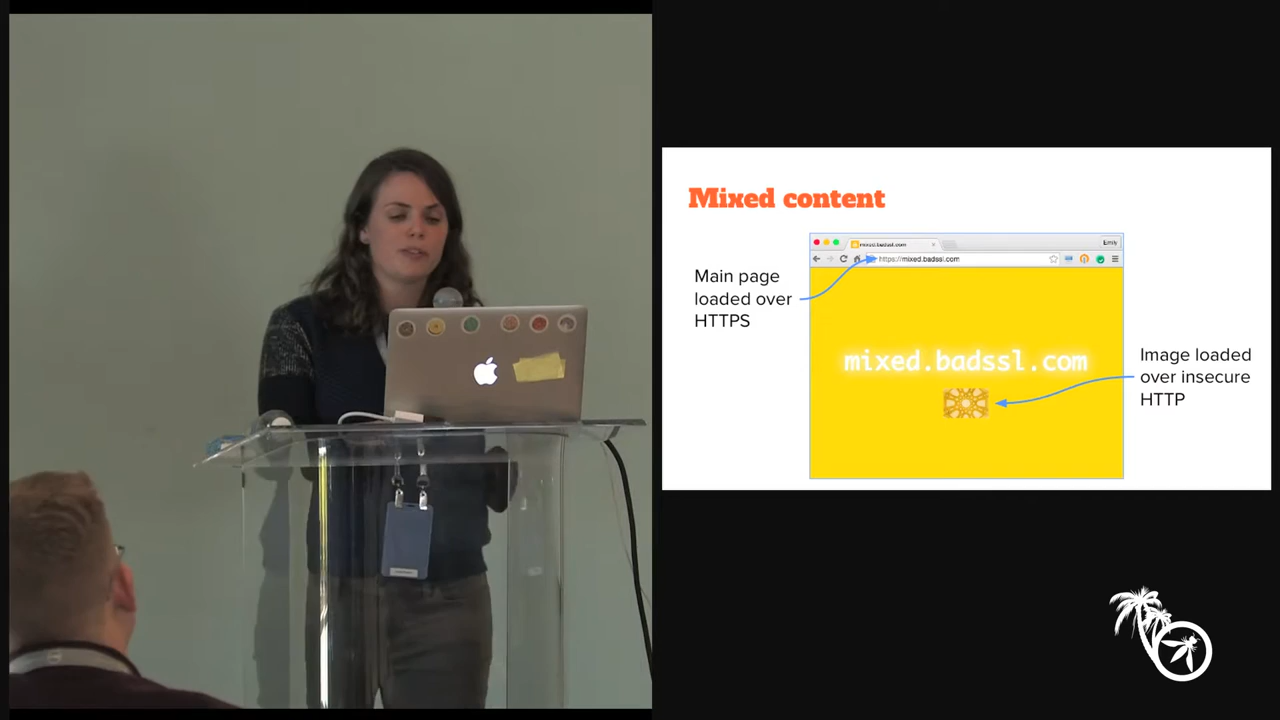 Mixed content
mixed.badssl.com
Emily
https://mixed.badssl.com
Main page
loaded over
HTTPS
mixed.badssl.com
Image loaded
over insecure
HTTP